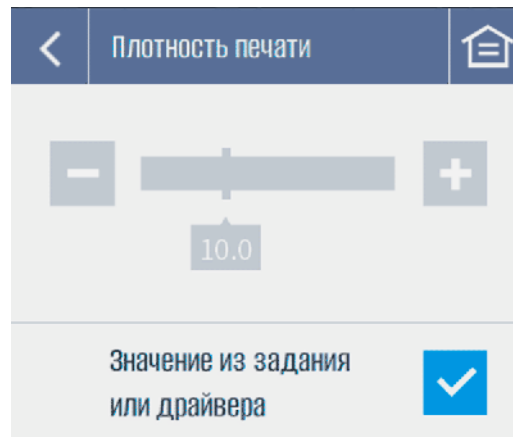 Плотность печати
10.0
Значение из задания
или драйвера